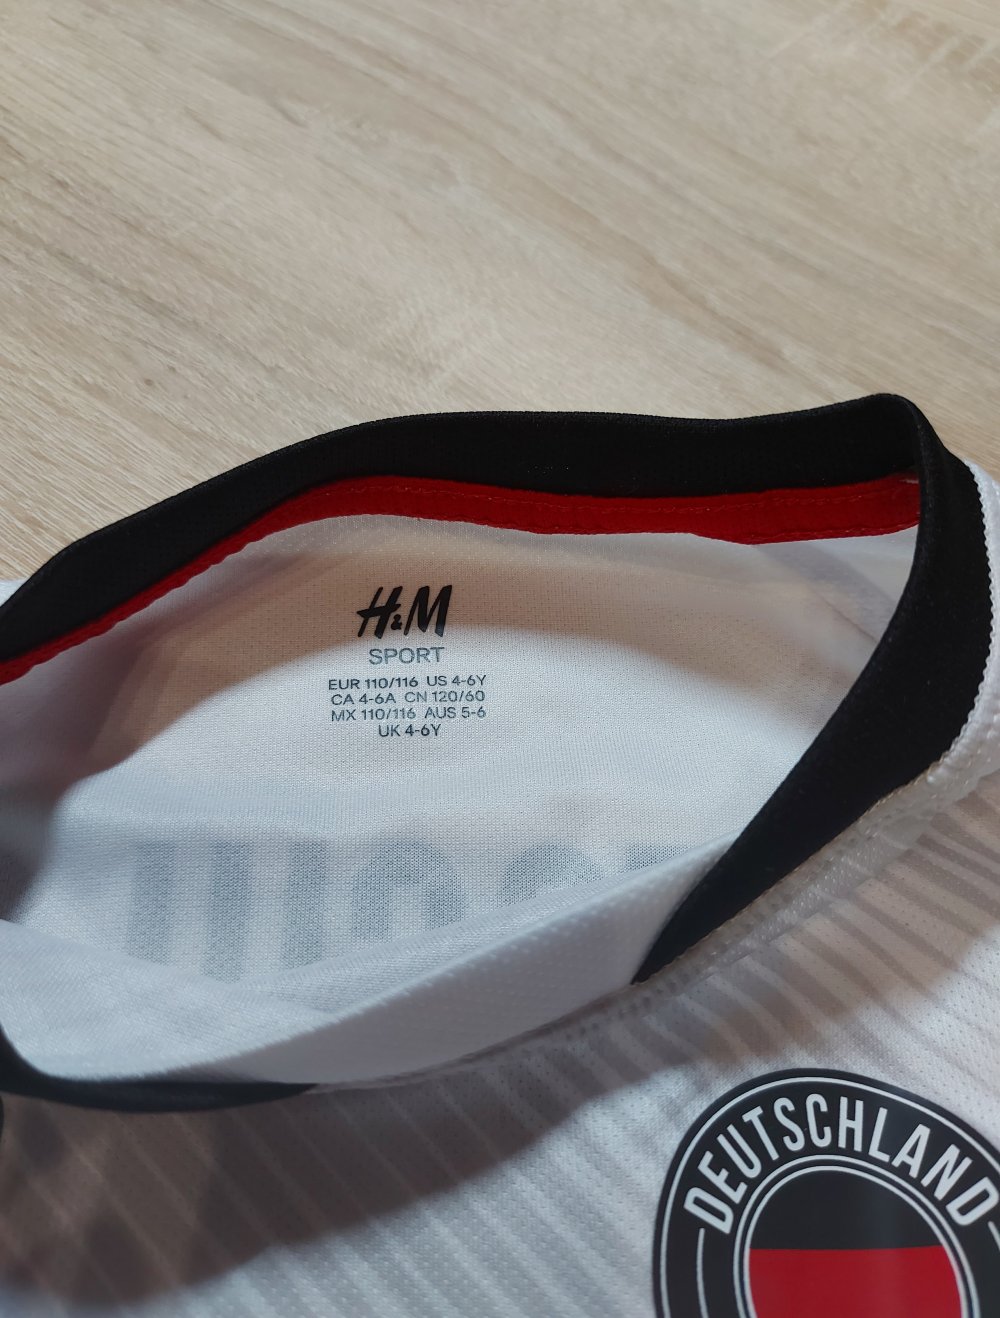 H&M
SPORT
EUR 110/116 US 4-6Y
CA 4-6A CN 120/60
MX 110/116 AUS 5-6
UK 4-6Y
DEUTSCHLAND